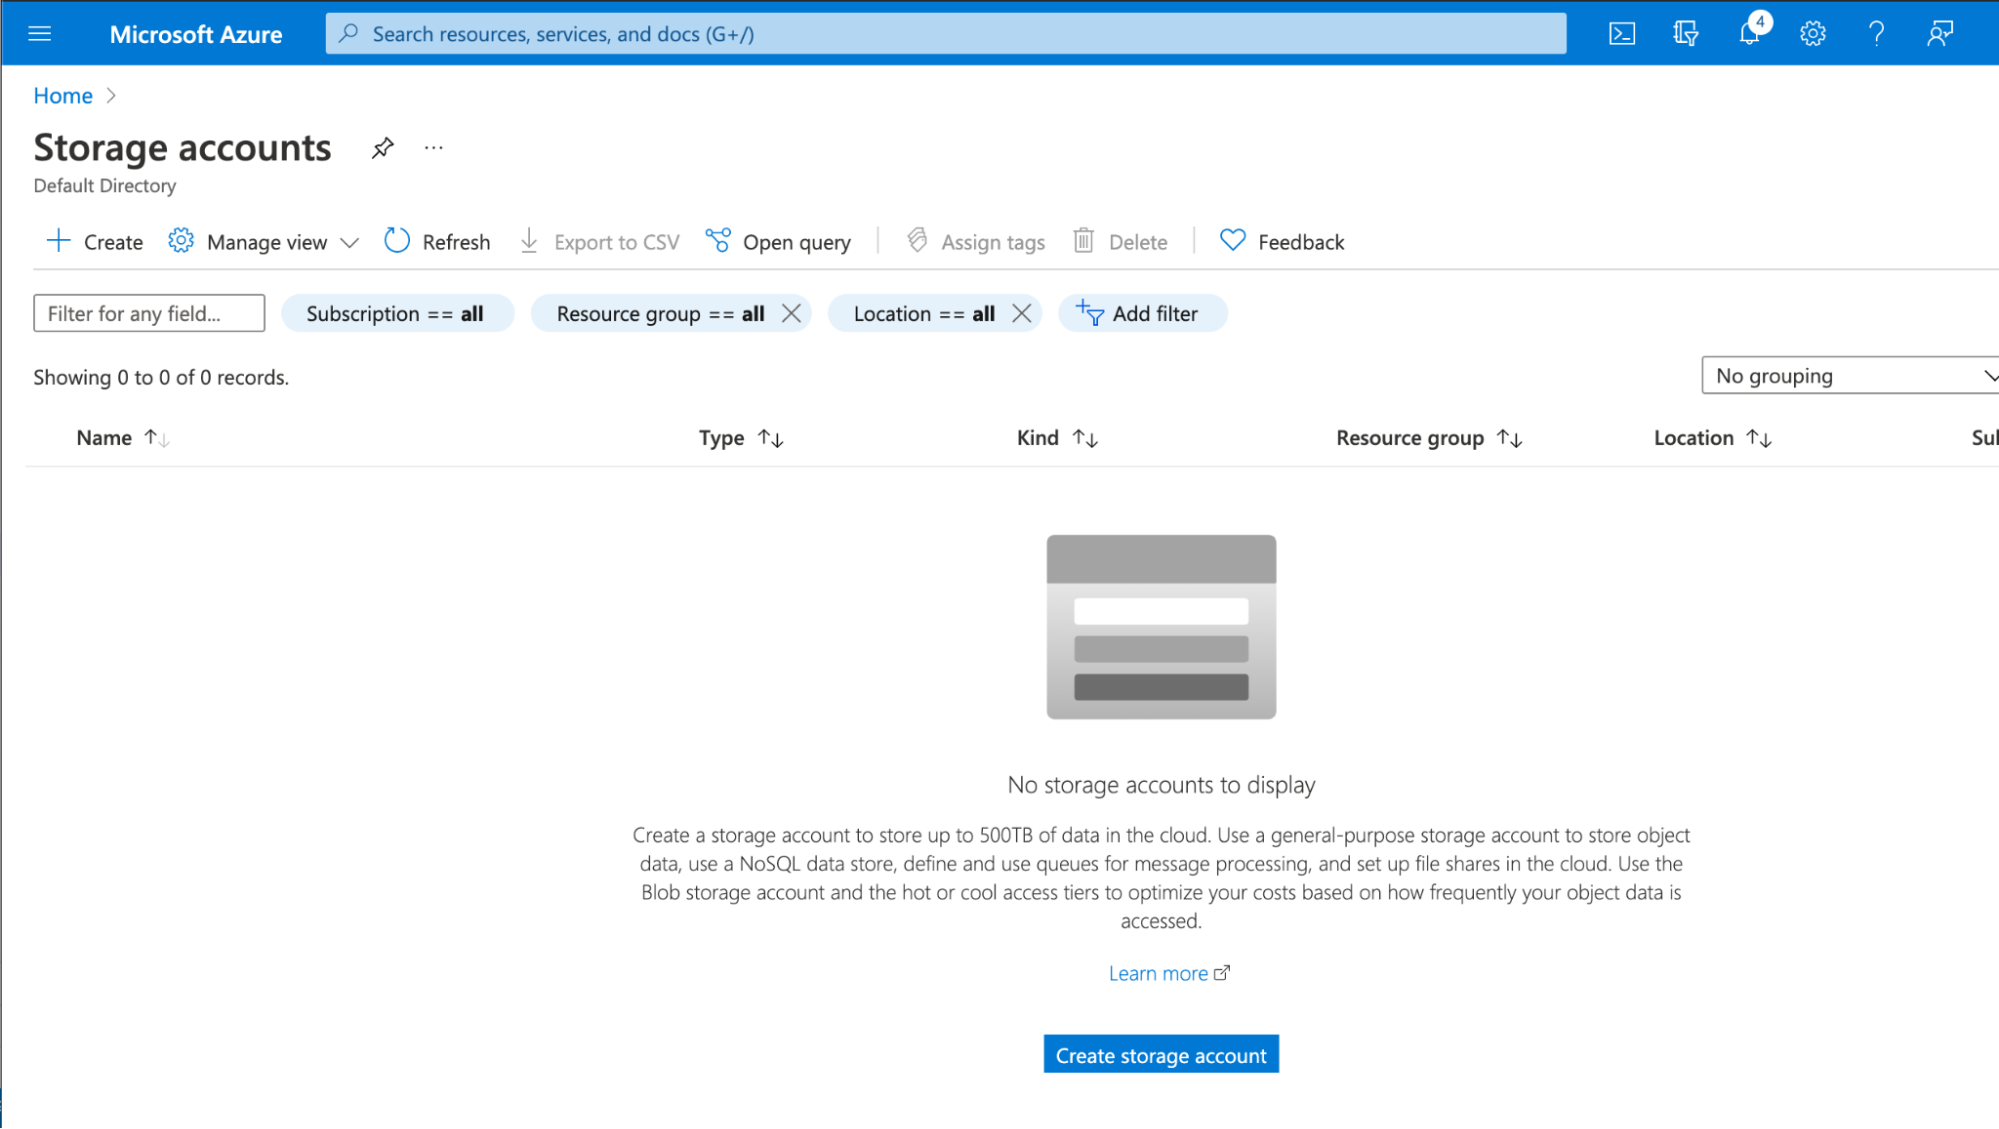 Microsoft Azure
Search resources, services, and docs (G+/)
4
Home
Storage accounts
Default Directory
Create
Manage view
Refresh
Export to CSV
Open query
Assign tags
Delete
Feedback
Filter for any field...
Subscription == all
Resource group == all
Location == all
Add filter
Showing 0 to 0 of 0 records.
No grouping
Name
Type
Kind
Resource group
Location
No storage accounts to display
Create a storage account to store up to 500TB of data in the cloud. Use a general-purpose storage account to store object
data, use a NoSQL data store, define and use queues for message processing, and set up file shares in the cloud. Use the
Blob storage account and the hot or cool access tiers to optimize your costs based on how frequently your object data is
accessed.
Learn more
Create storage account